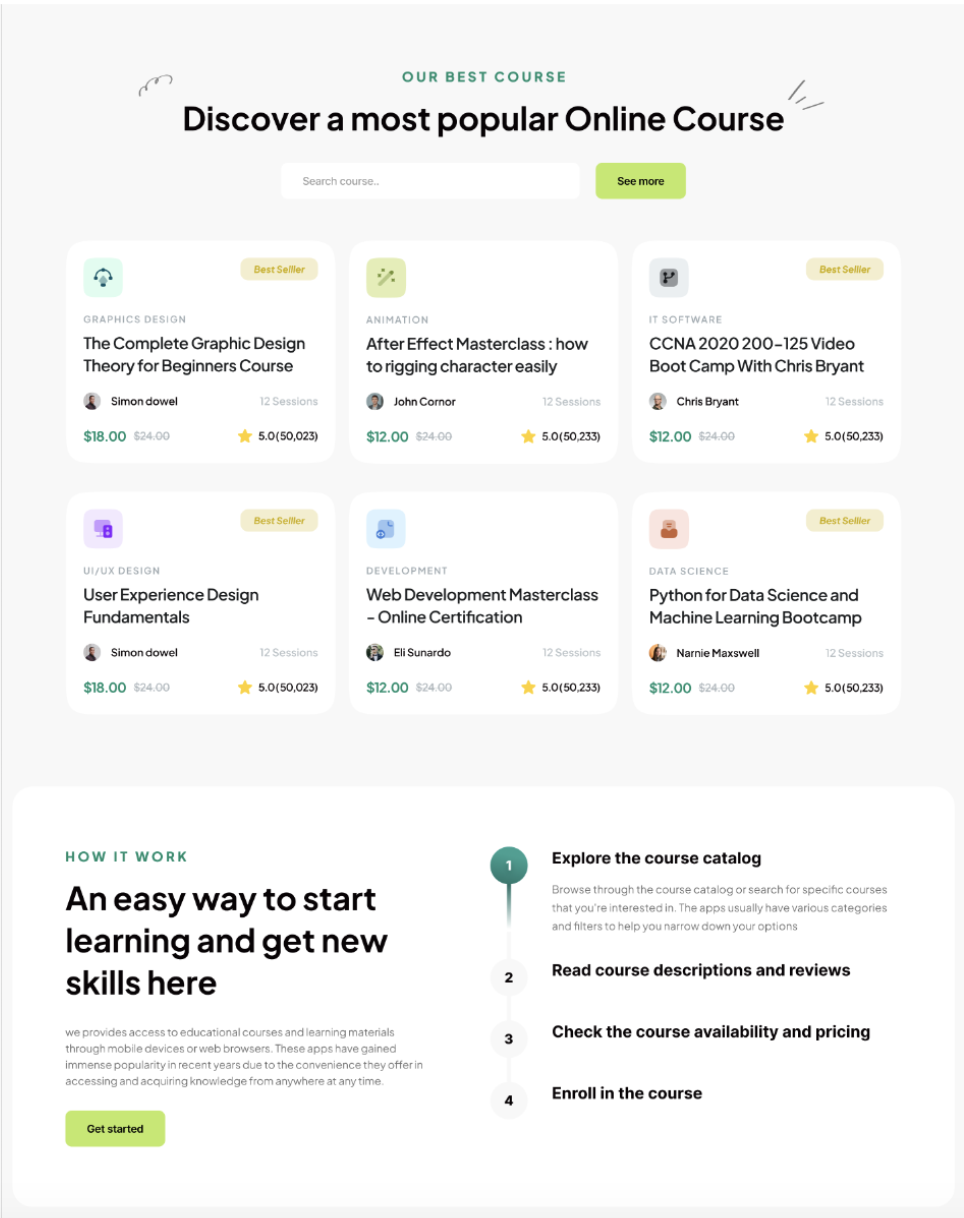 OUR BEST COURSE
Discover a most popular Online Course
Search course..
See more
Best Selller
GRAPHICS DESIGN
The Complete Graphic Design
Theory for Beginners Course
Simon dowel
12 Sessions
$18.00 $24.00
5.0(50,023)
ANIMATION
After Effect Masterclass : how
to rigging character easily
John Cornor
12 Sessions
$12.00 $24.00
5.0(50,233)
Best Selller
IT SOFTWARE
CCNA 2020 200-125 Video
Boot Camp With Chris Bryant
Chris Bryant
12 Sessions
$12.00 $24.00
5.0(50,233)
Best Selller
UI/UX DESIGN
User Experience Design
Fundamentals
Simon dowel
12 Sessions
$18.00 $24.00
5.0(50,023)
DEVELOPMENT
Web Development Masterclass
- Online Certification
Eli Sunardo
12 Sessions
$12.00 $24.00
5.0(50,233)
Best Selller
DATA SCIENCE
Python for Data Science and
Machine Learning Bootcamp
Narnie Maxswell
12 Sessions
$12.00 $24.00
5.0(50,233)
HOW IT WORK
An easy way to start
learning and get new
skills here
we provides access to educational courses and learning materials
through mobile devices or web browsers. These apps have gained
immense popularity in recent years due to the convenience they offer in
accessing and acquiring knowledge from anywhere at any time.
Get started
1
Explore the course catalog
Browse through the course catalog or search for specific courses
that you're interested in. The apps usually have various categories
and filters to help you narrow down your options
2
Read course descriptions and reviews
3
Check the course availability and pricing
4
Enroll in the course